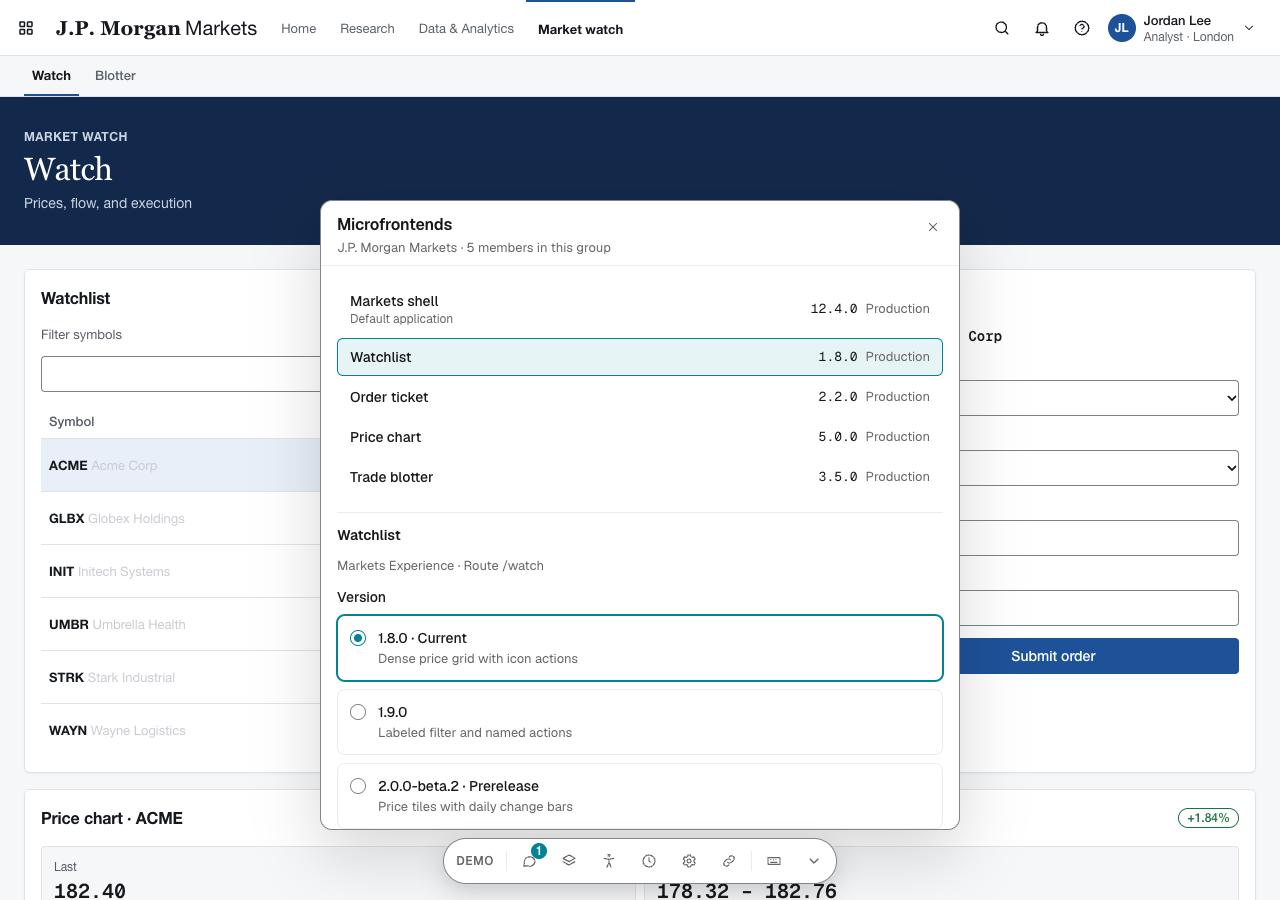 J.P. Morgan Markets
Home
Research
Data & Analytics
Market watch
JL
Jordan Lee
Analyst · London
Watch
Blotter
MARKET WATCH
Watch
Prices, flow, and execution
Watchlist
Filter symbols
Symbol
ACME Acme Corp
GLBX Globex Holdings
INIT Initech Systems
UMBR Umbrella Health
STRK Stark Industrial
WAYN Wayne Logistics
Microfrontends
J.P. Morgan Markets · 5 members in this group
Markets shell
Default application
12.4.0 Production
Watchlist
1.8.0 Production
Order ticket
2.2.0 Production
Price chart
5.0.0 Production
Trade blotter
3.5.0 Production
Watchlist
Markets Experience · Route /watch
Version
1.8.0 · Current
Dense price grid with icon actions
1.9.0
Labeled filter and named actions
2.0.0-beta.2 · Prerelease
Price tiles with daily change bars
Corp
Submit order
Price chart · ACME
+1.84%
Last
182.40
178.32 – 182.76
DEMO
1